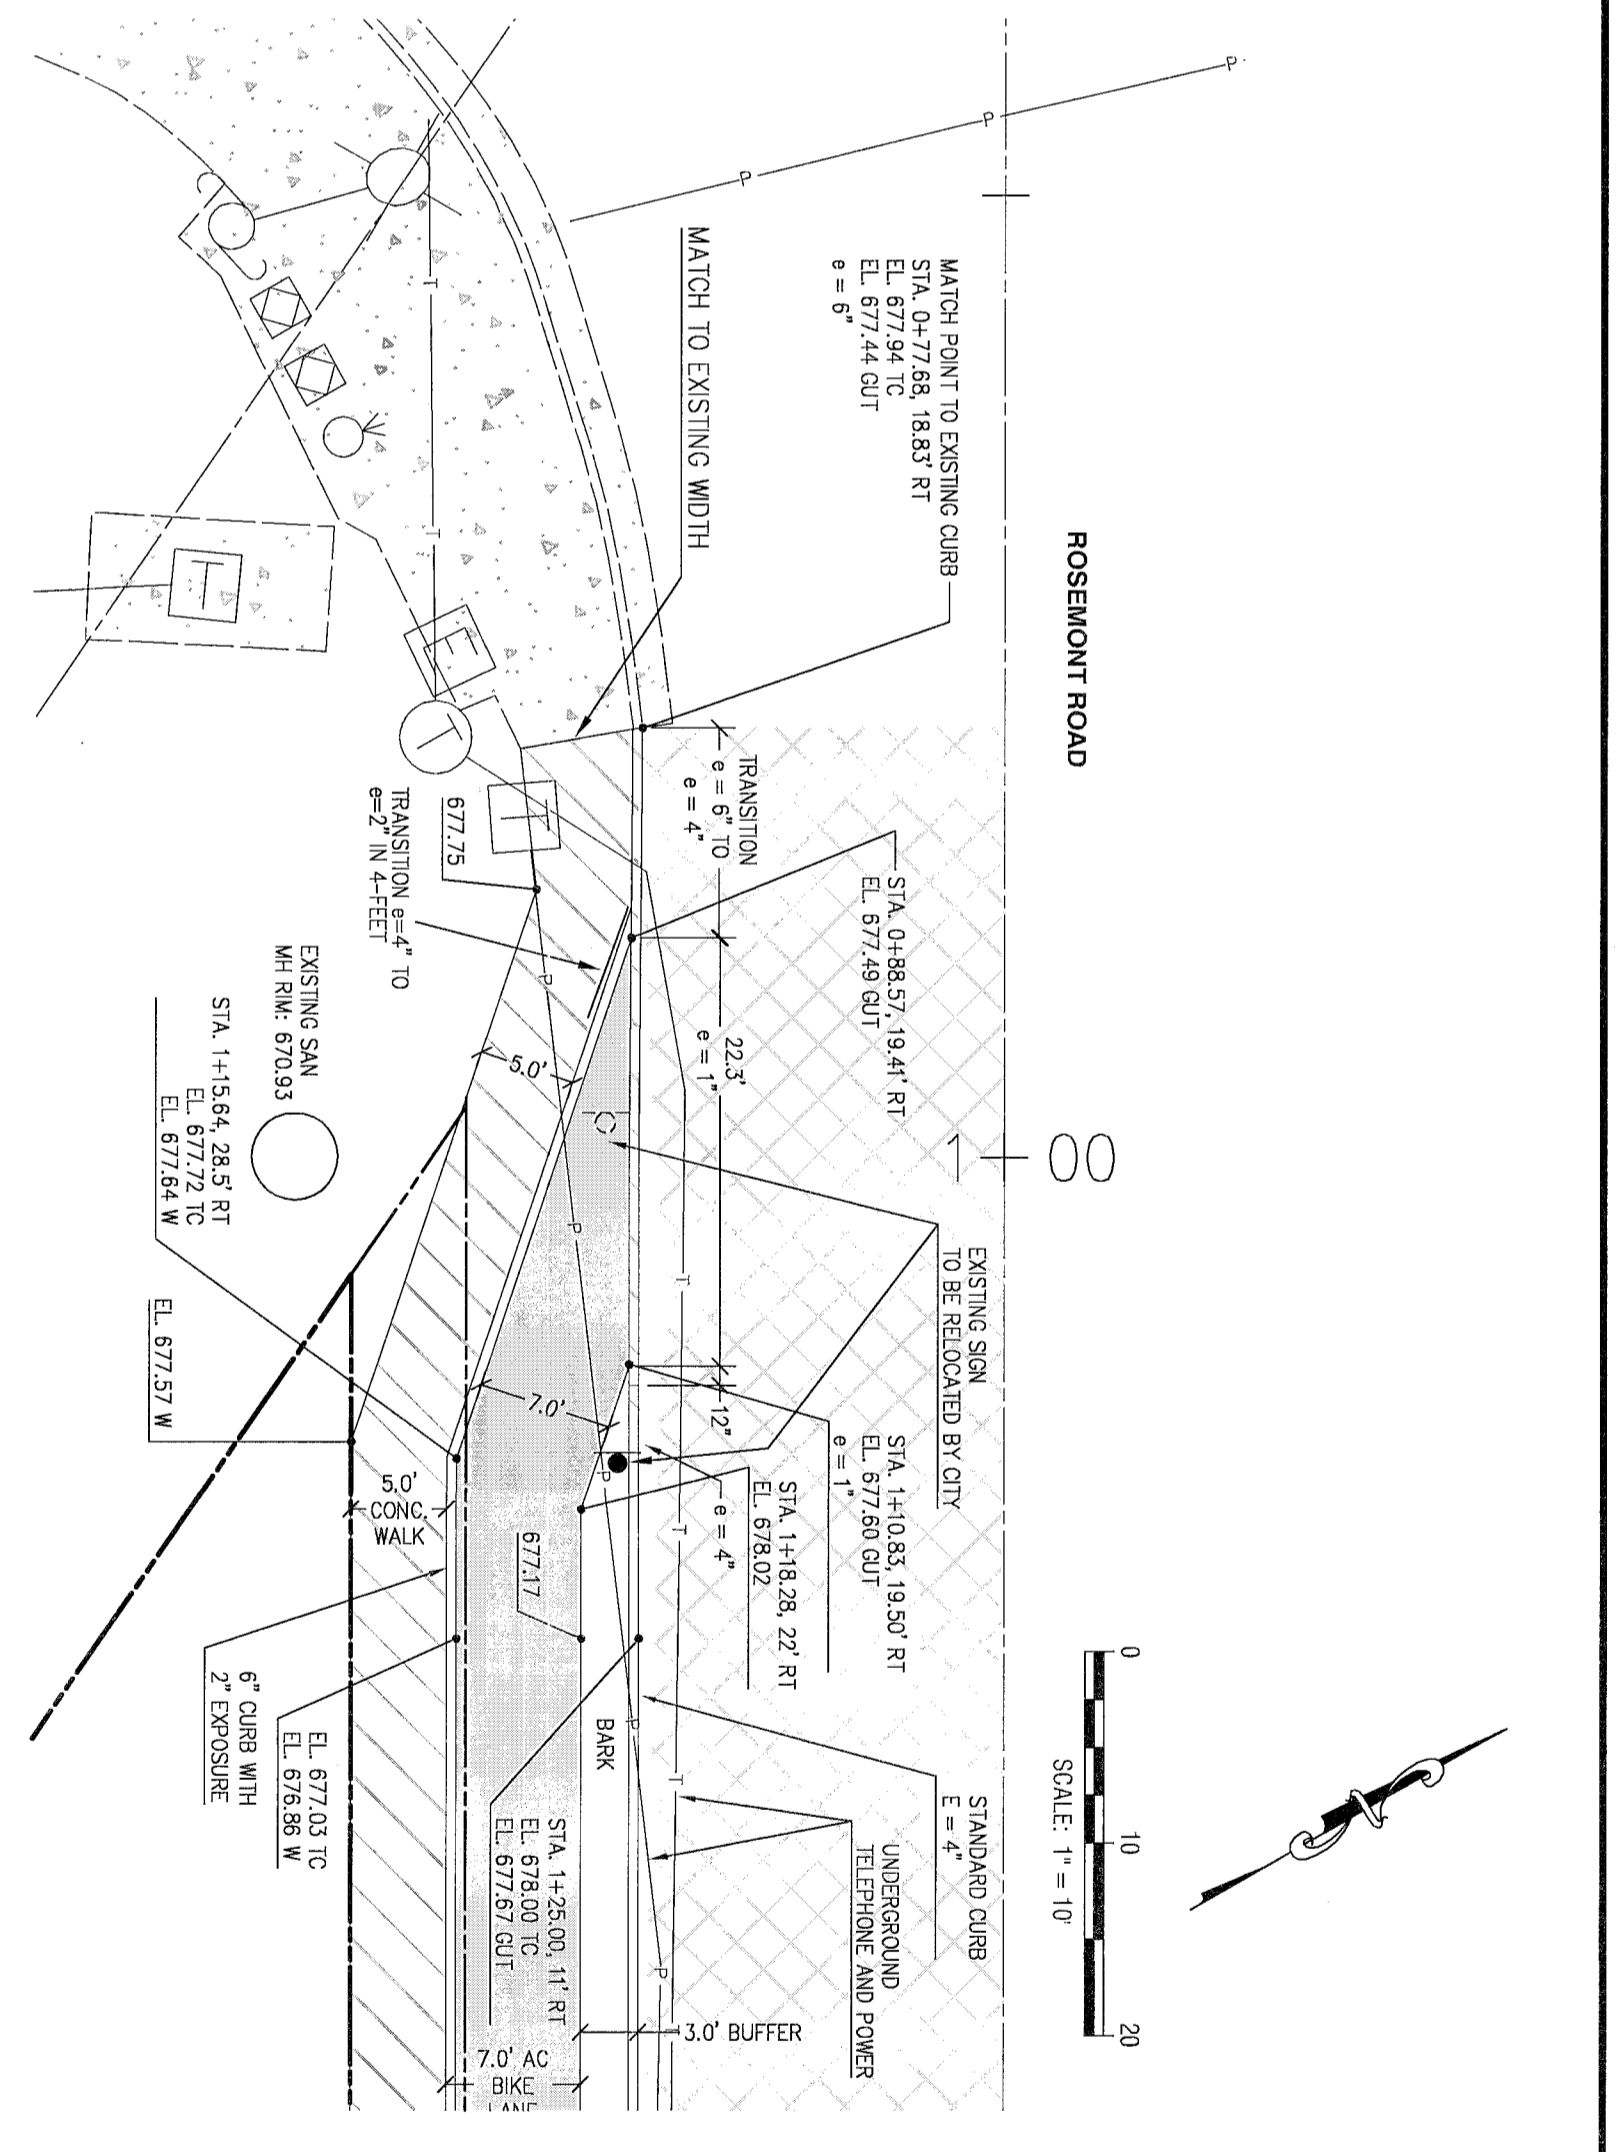 ROSEMONT ROAD
MATCH POINT TO EXISTING CURB
STA. 0+77.68, 18.83' RT
EL. 677.94 TC
EL. 677.44 GUT
e = 6"
MATCH TO EXISTING WIDTH
TRANSITION
e = 6" TO
e = 4"
STA. 0+88.57, 19.41' RT
EL. 677.49 GUT
22.3'
e = 1"
12"
1
00
EXISTING SIGN
TO BE RELOCATED BY CITY
STA. 1+10.83, 19.50' RT
EL. 677.60 GUT
e = 1"
STA. 1+18.28, 22' RT
EL. 678.02
e = 4"
STANDARD CURB
E = 4"
UNDERGROUND
TELEPHONE AND POWER
SCALE: 1" = 10'
0
10
20
N
677.75
TRANSITION e=4" TO
e=2" IN 4-FEET
5.0'
7.0'
EXISTING SAN
MH RIM: 670.93
STA. 1+15.64, 28.5' RT
EL. 677.72 TC
EL. 677.64 W
EL. 677.57 W
5.0'
CONC.
WALK
677.17
BARK
STA. 1+25.00, 11' RT
EL. 678.00 TC
EL. 677.67 GUT
6" CURB WITH
2" EXPOSURE
EL. 677.03 TC
EL. 676.86 W
3.0' BUFFER
7.0' AC
BIKE
LANE
P
P
P
P
P
P
P
P
T
T
T
T
T
T
T
T
T
E